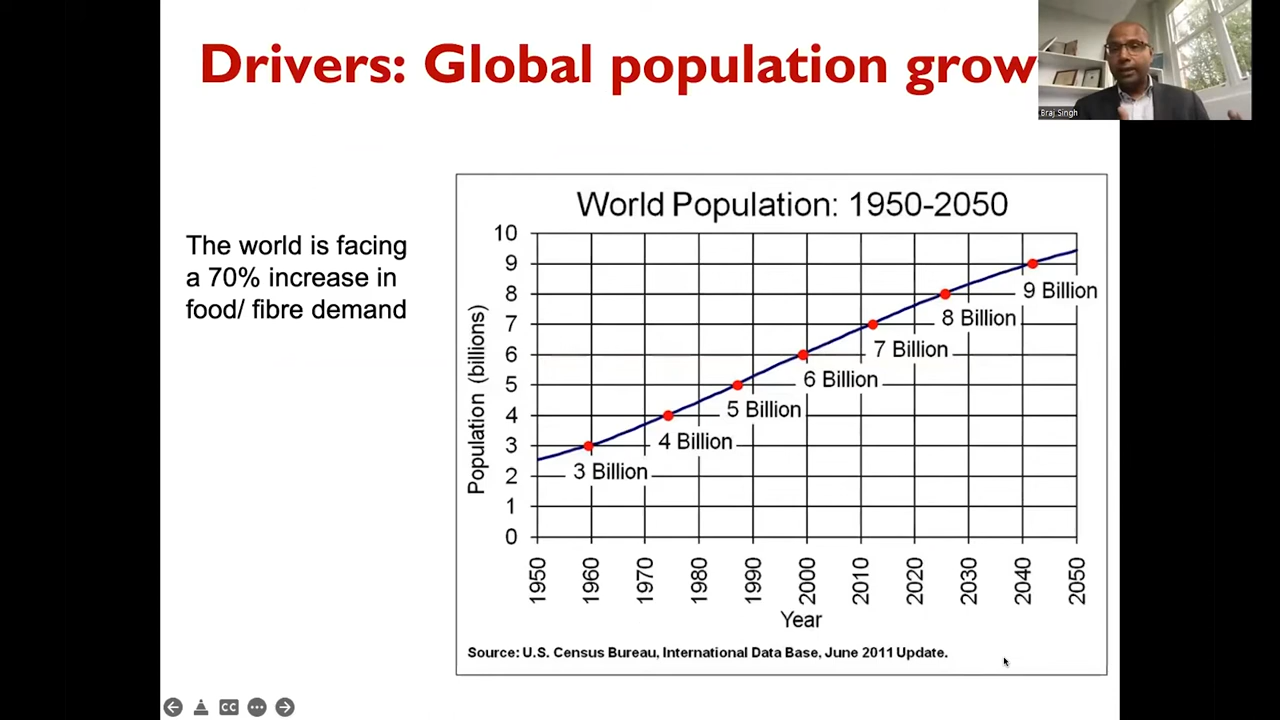 Drivers: Global population grow
Braj Singh
The world is facing
a 70% increase in
food/ fibre demand
World Population: 1950-2050
Population (billions)
10
9
8
7
6
5
4
3
2
1
0
9 Billion
8 Billion
7 Billion
6 Billion
5 Billion
4 Billion
3 Billion
1950
1960
1970
1980
1990
2000
2010
2020
2030
2040
2050
Year
Source: U.S. Census Bureau, International Data Base, June 2011 Update.
CC